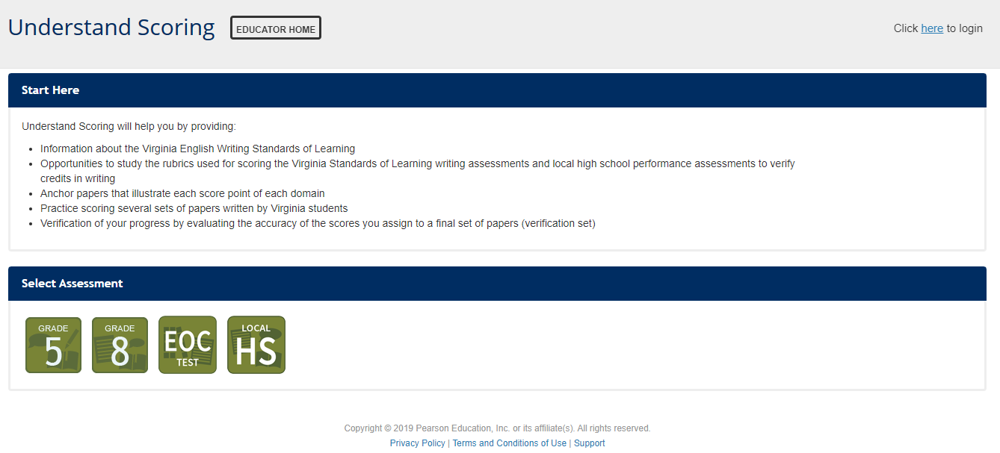 Understand Scoring
EDUCATOR HOME
Click here to login
Start Here
Understand Scoring will help you by providing:
• Information about the Virginia English Writing Standards of Learning
• Opportunities to study the rubrics used for scoring the Virginia Standards of Learning writing assessments and local high school performance assessments to verify
credits in writing
• Anchor papers that illustrate each score point of each domain
• Practice scoring several sets of papers written by Virginia students
• Verification of your progress by evaluating the accuracy of the scores you assign to a final set of papers (verification set)
Select Assessment
GRADE
5
GRADE
8
EOC
TEST
LOCAL
HS
Copyright © 2019 Pearson Education, Inc. or its affiliate(s). All rights reserved.
Privacy Policy | Terms and Conditions of Use | Support